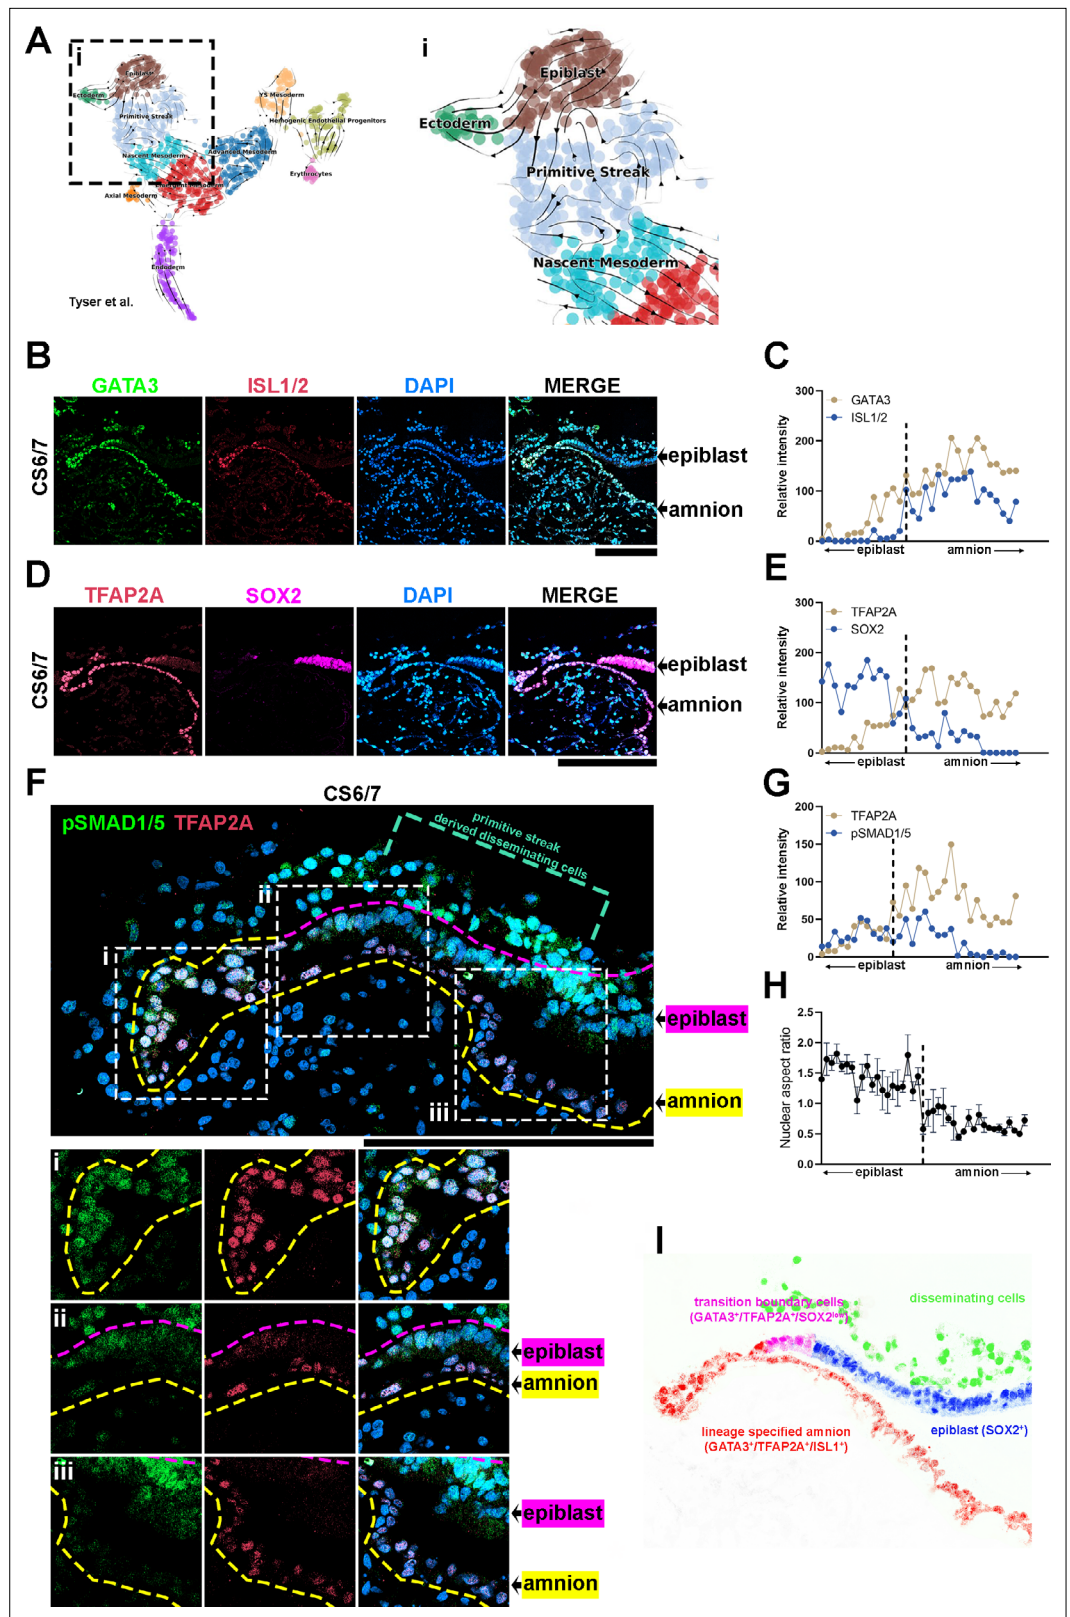 A
i
Epiblast
Ectoderm
Primitive Streak
Nascent Mesoderm
Advanced Mesoderm
Axial Mesoderm
Endoderm
YS Mesoderm
Hemogenic Endothelial Progenitors
Erythrocytes
Tyser et al.
i
Epiblast
Ectoderm
Primitive Streak
Nascent Mesoderm
B
GATA3
ISL1/2
DAPI
MERGE
CS6/7
epiblast
amnion
C
GATA3
ISL1/2
Relative intensity
300
200
100
0
epiblast
amnion
D
TFAP2A
SOX2
DAPI
MERGE
CS6/7
epiblast
amnion
E
TFAP2A
SOX2
Relative intensity
300
200
100
0
epiblast
amnion
F
CS6/7
pSMAD1/5 TFAP2A
primitive streak
derived disseminating cells
i
ii
iii
epiblast
amnion
i
ii
epiblast
amnion
iii
epiblast
amnion
G
TFAP2A
pSMAD1/5
Relative intensity
200
150
100
50
0
epiblast
amnion
H
Nuclear aspect ratio
2.5
2.0
1.5
1.0
0.5
0.0
epiblast
amnion
I
transition boundary cells
(GATA3⁺/TFAP2A⁺/SOX2ˡᵒʷ)
disseminating cells
lineage specified amnion
(GATA3⁺/TFAP2A⁺/ISL1⁺)
epiblast (SOX2⁺)